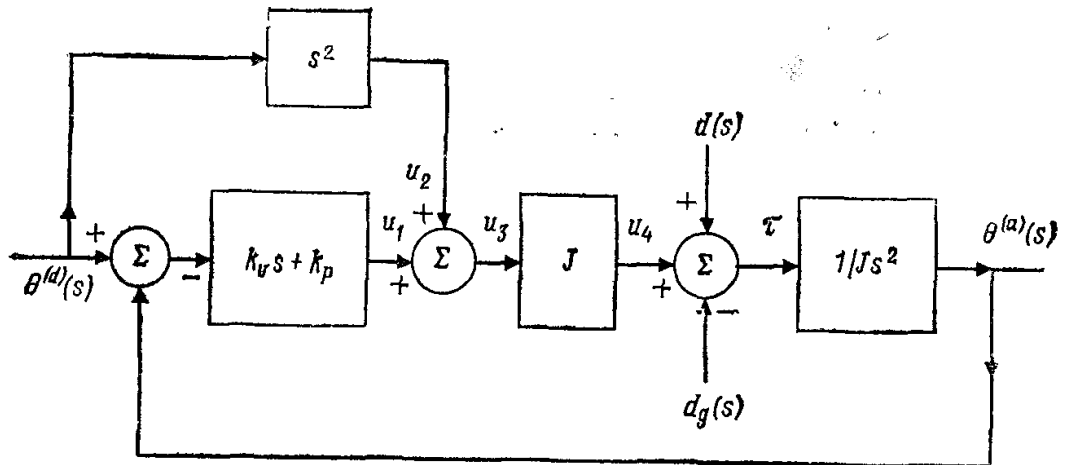 s²
d(s)
u₂
+
+
+
Σ
−
kᵥs + kₚ
u₁
+
Σ
u₃
J
u₄
+
Σ
τ
1/Js²
θ⁽ᵃ⁾(s)
θ⁽ᵈ⁾(s)
−
d_g(s)